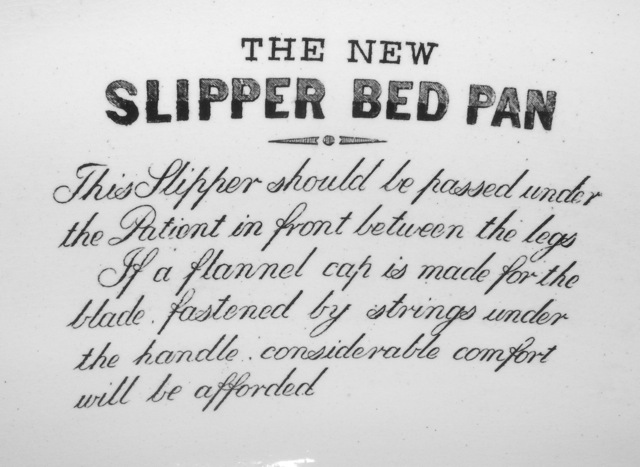 THE NEW
SLIPPER BED PAN
This Slipper should be passed under
the Patient in front between the legs
If a flannel cap is made for the
blade. fastened by strings under
the handle. considerable comfort
will be afforded